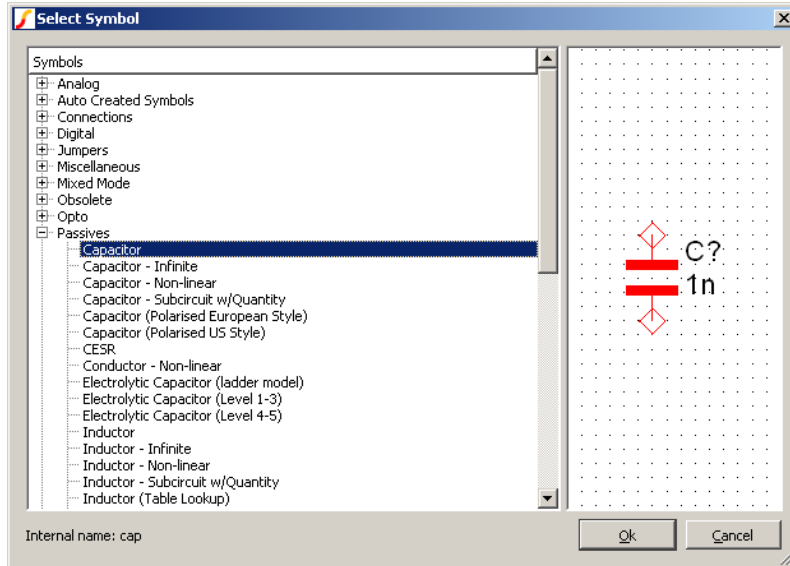 Select Symbol
Symbols
Analog
Auto Created Symbols
Connections
Digital
Jumpers
Miscellaneous
Mixed Mode
Obsolete
Opto
Passives
Capacitor
Capacitor - Infinite
Capacitor - Non-linear
Capacitor - Subcircuit w/Quantity
Capacitor (Polarised European Style)
Capacitor (Polarised US Style)
CESR
Conductor - Non-linear
Electrolytic Capacitor (ladder model)
Electrolytic Capacitor (Level 1-3)
Electrolytic Capacitor (Level 4-5)
Inductor
Inductor - Infinite
Inductor - Non-linear
Inductor - Subcircuit w/Quantity
Inductor (Table Lookup)
C?
1n
Internal name: cap
Ok
Cancel